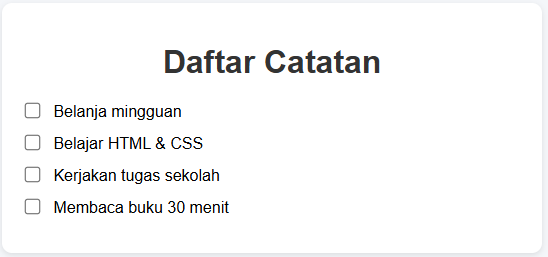 Daftar Catatan
Belanja mingguan
Belajar HTML & CSS
Kerjakan tugas sekolah
Membaca buku 30 menit